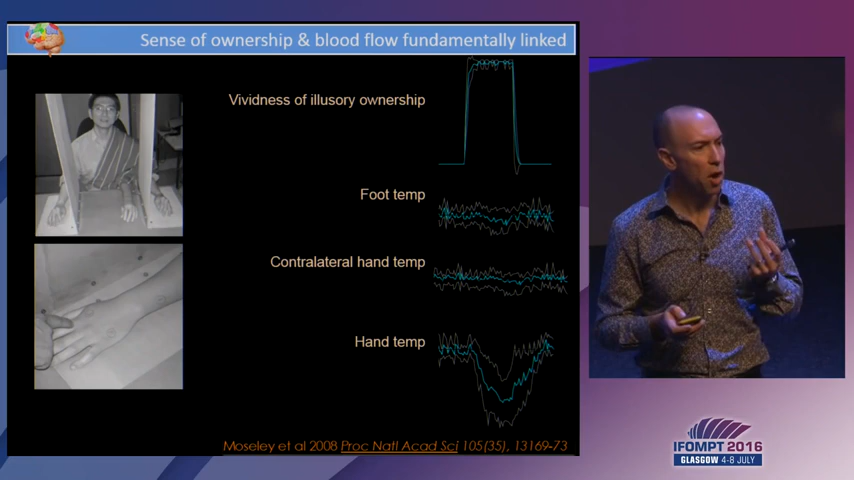 Sense of ownership & blood flow fundamentally linked
Vividness of illusory ownership
Foot temp
Contralateral hand temp
Hand temp
Moseley et al 2008 Proc Natl Acad Sci 105(35), 13169-73
IFOMPT 2016
GLASGOW 4-8 JULY